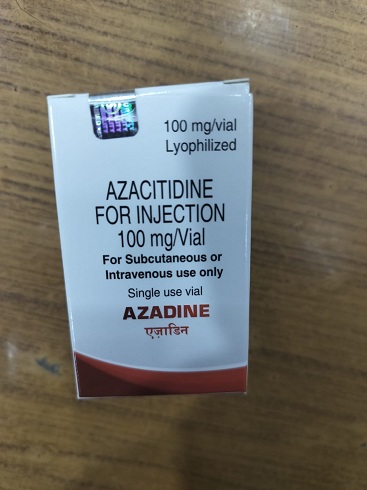 100 mg/vial
Lyophilized
AZACITIDINE
FOR INJECTION
100 mg/Vial
For Subcutaneous or
Intravenous use only
Single use vial
AZADINE
एज़ाडिन